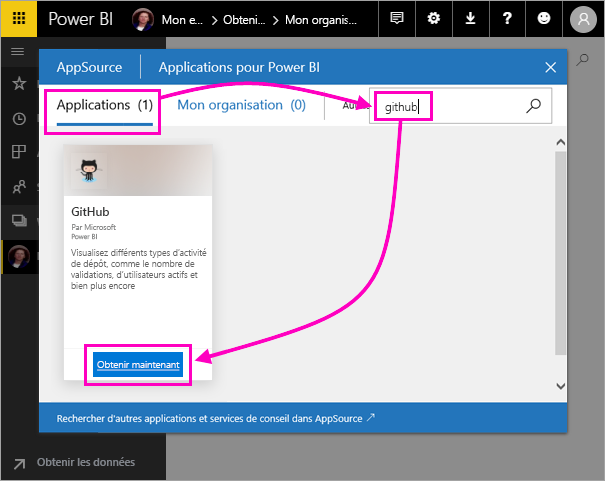 Power BI
Mon e...
Obtenir...
Mon organis...
AppSource
Applications pour Power BI
Applications (1)
Mon organisation (0)
github
GitHub
Par Microsoft
Power BI
Visualisez différents types d'activité
de dépôt, comme le nombre de
validations, d'utilisateurs actifs et
bien plus encore
Obtenir maintenant
Rechercher d'autres applications et services de conseil dans AppSource
Obtenir les données